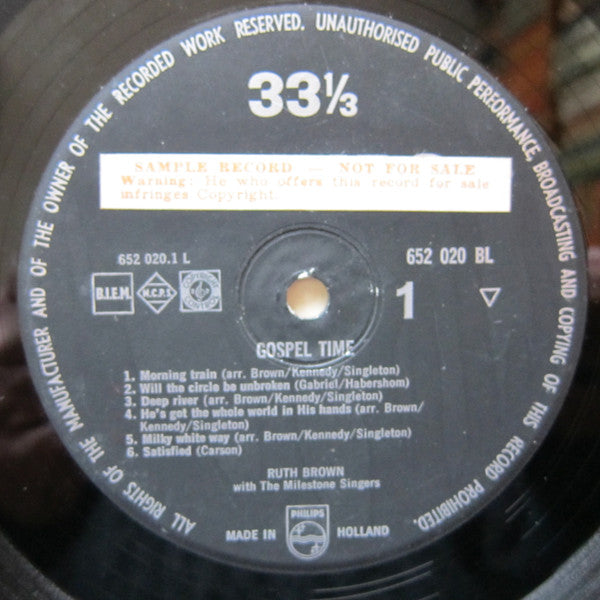 ALL RIGHTS OF THE MANUFACTURER AND OF THE OWNER OF THE RECORDED WORK RESERVED. UNAUTHORISED PUBLIC PERFORMANCE, BROADCASTING AND COPYING OF THIS RECORD PROHIBITED.
33⅓
SAMPLE RECORD — NOT FOR SALE
Warning: He who offers this record for sale
infringes Copyright.
652 020.1 L
652 020 BL
B.I.E.M.
M.C.P.S.
1
GOSPEL TIME
1. Morning train (arr. Brown/Kennedy/Singleton)
2. Will the circle be unbroken (Gabriel/Habershom)
3. Deep river (arr. Brown/Kennedy/Singleton)
4. He's got the whole world in His hands (arr. Brown/
Kennedy/Singleton)
5. Milky white way (arr. Brown/Kennedy/Singleton)
6. Satisfied (Carson)
RUTH BROWN
with The Milestone Singers
MADE IN HOLLAND
PHILIPS